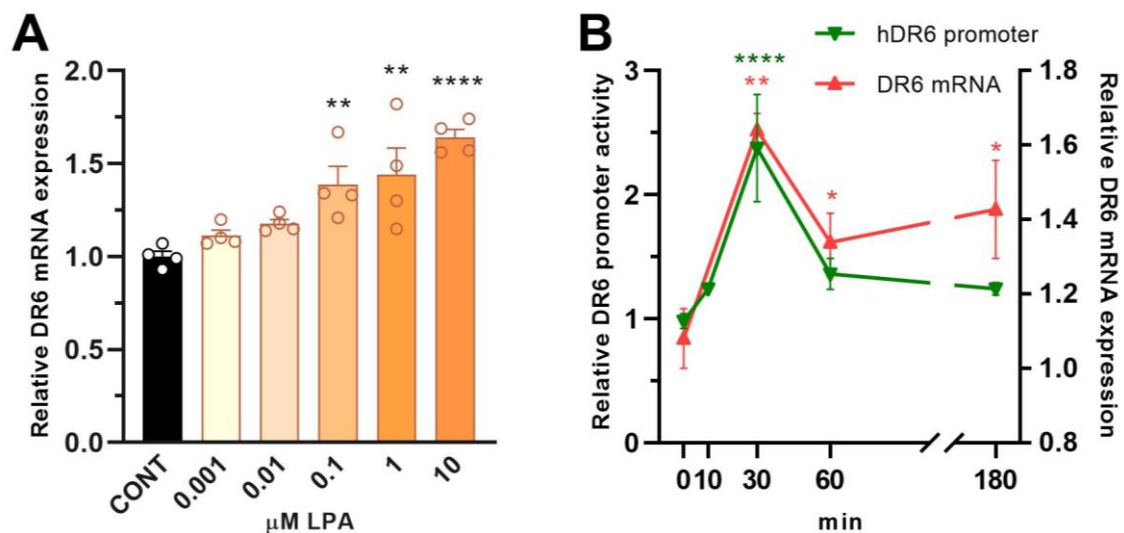 A
Relative DR6 mRNA expression
2.0
1.5
1.0
0.5
0.0
**
**
****
CONT
0.001
0.01
0.1
1
10
μM LPA
B
hDR6 promoter
DR6 mRNA
Relative DR6 promoter activity
3
2
1
0
****
**
*
*
1.8
1.6
1.4
1.2
1.0
0.8
Relative DR6 mRNA expression
0 10 30 60 180
min